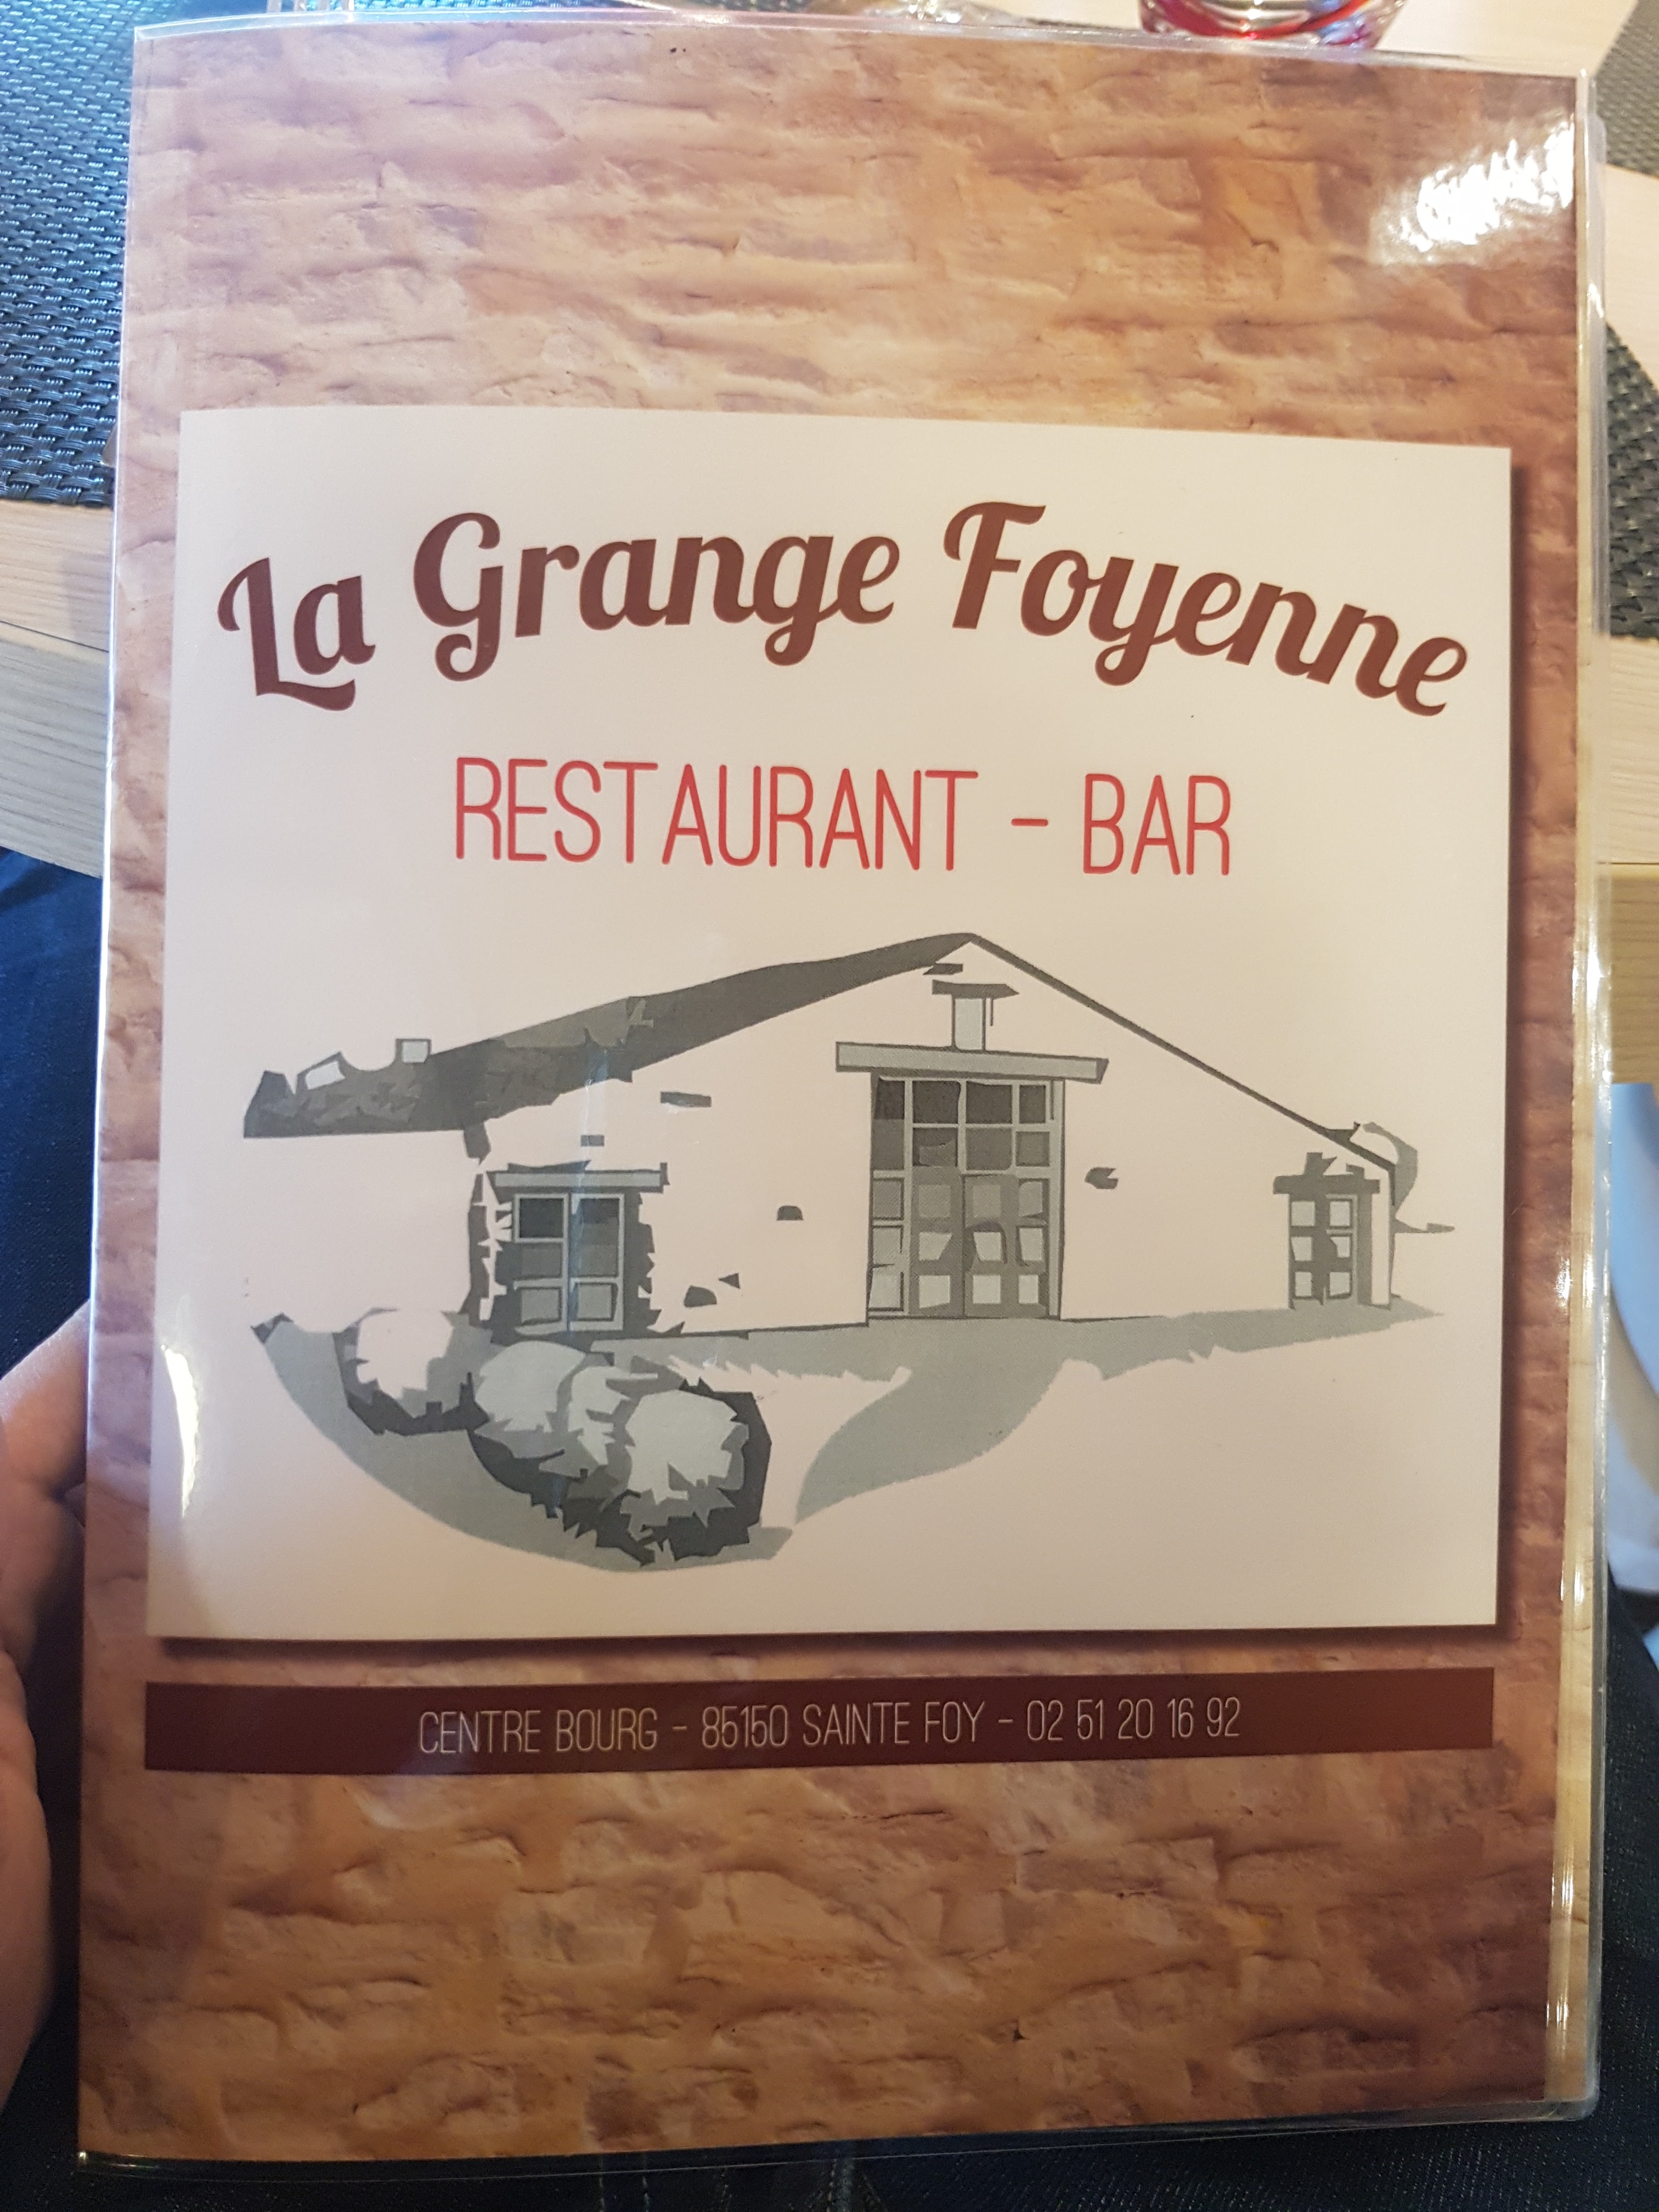 La Grange Foyenne
RESTAURANT - BAR
CENTRE BOURG - 85150 SAINTE FOY - 02 51 20 16 92